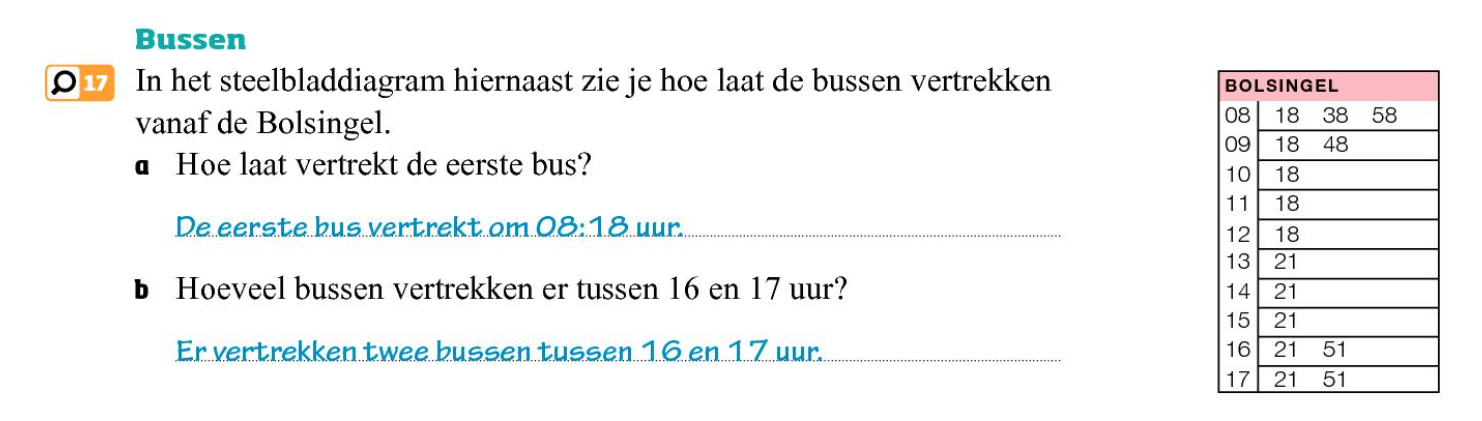 Bussen
17 In het steelbladdiagram hiernaast zie je hoe laat de bussen vertrekken
vanaf de Bolsingel.
a Hoe laat vertrekt de eerste bus?
De eerste bus vertrekt om 08:18 uur.
b Hoeveel bussen vertrekken er tussen 16 en 17 uur?
Er vertrekken twee bussen tussen 16 en 17 uur.
BOLSINGEL
08 18 38 58
09 18 48
10 18
11 18
12 18
13 21
14 21
15 21
16 21 51
17 21 51